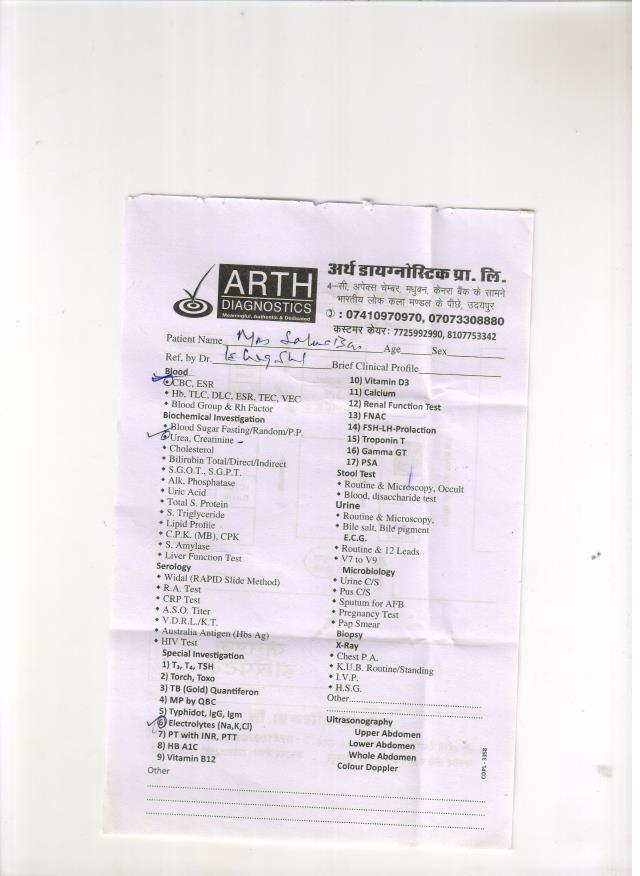 ARTH
DIAGNOSTICS
Meaningful, Authentic & Dedicated
अर्थ डायग्नोस्टिक प्रा. लि.
4-सी, अपेक्स चेम्बर, मधुबन, केनरा बैंक के सामने
भारतीय लोक कला मण्डल के पीछे, उदयपुर
: 07410970970, 07073308880
कस्टमर केयर: 7725992990, 8107753342
Patient Name Mrs Age Sex
Ref. by Dr. Brief Clinical Profile
Blood
CBC, ESR
Hb, TLC, DLC, ESR, TEC, VEC
Blood Group & Rh Factor
Biochemical Investigation
Blood Sugar Fasting/Random/P.P.
Urea, Creatinine
Cholesterol
Bilirubin Total/Direct/Indirect
S.G.O.T., S.G.P.T.
Alk, Phosphatase
Uric Acid
Total S. Protein
S. Triglyceride
Lipid Profile
C.P.K. (MB), CPK
S. Amylase
Liver Function Test
Serology
Widal (RAPID Slide Method)
R.A. Test
CRP Test
A.S.O. Titer
V.D.R.L./K.T.
Australia Antigen (Hbs Ag)
HIV Test
Special Investigation
1) T₃, T₄, TSH
2) Torch, Toxo
3) TB (Gold) Quantiferon
4) MP by QBC
5) Typhidot, IgG, Igm
6) Electrolytes (Na,K,Cl)
7) PT with INR, PTT
8) HB A1C
9) Vitamin B12
Other
10) Vitamin D3
11) Calcium
12) Renal Function Test
13) FNAC
14) FSH-LH-Prolaction
15) Troponin T
16) Gamma GT
17) PSA
Stool Test
Routine & Microscopy, Occult
Blood, disaccharide test
Urine
Routine & Microscopy,
Bile salt, Bile pigment
E.C.G.
Routine & 12 Leads
V7 to V9
Microbiology
Urine C/S
Pus C/S
Sputum for AFB
Pregnancy Test
Pap Smear
Biopsy
X-Ray
Chest P.A.
K.U.B. Routine/Standing
I.V.P.
H.S.G.
Other
Ultrasonography
Upper Abdomen
Lower Abdomen
Whole Abdomen
Colour Doppler
COPL - 3358